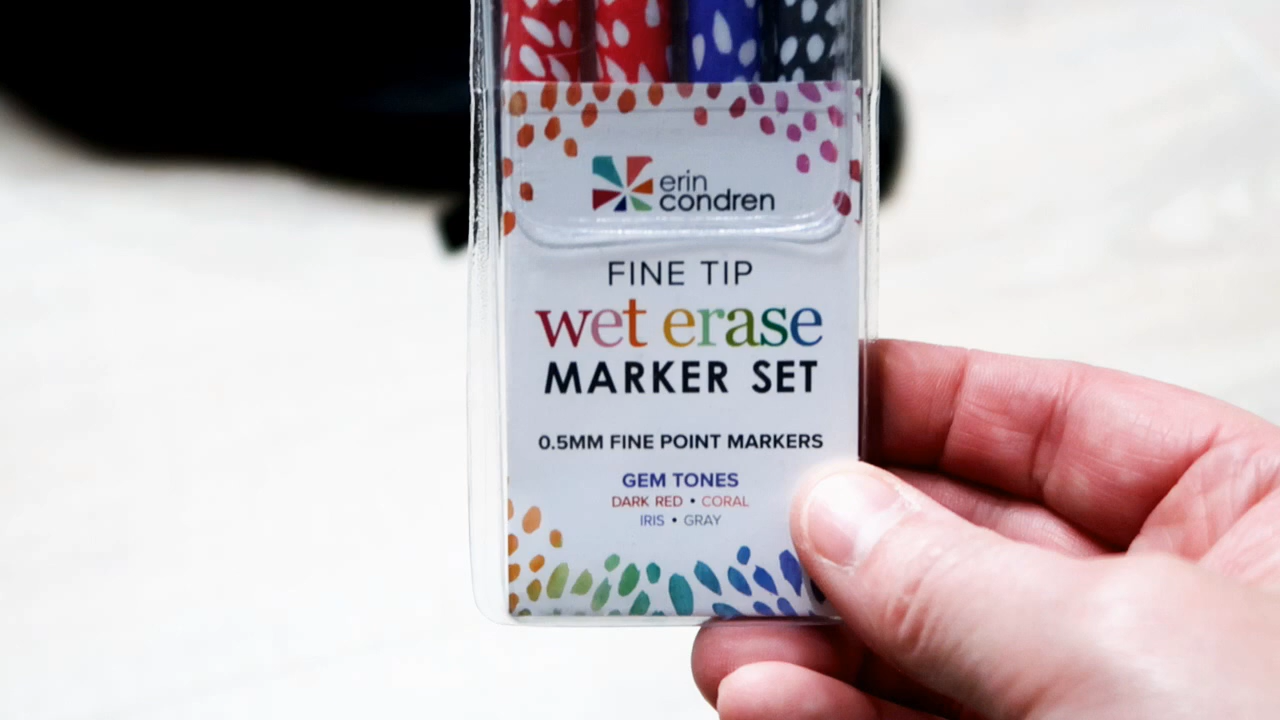 erin
condren
FINE TIP
wet erase
MARKER SET
0.5MM FINE POINT MARKERS
GEM TONES
DARK RED • CORAL
IRIS • GRAY